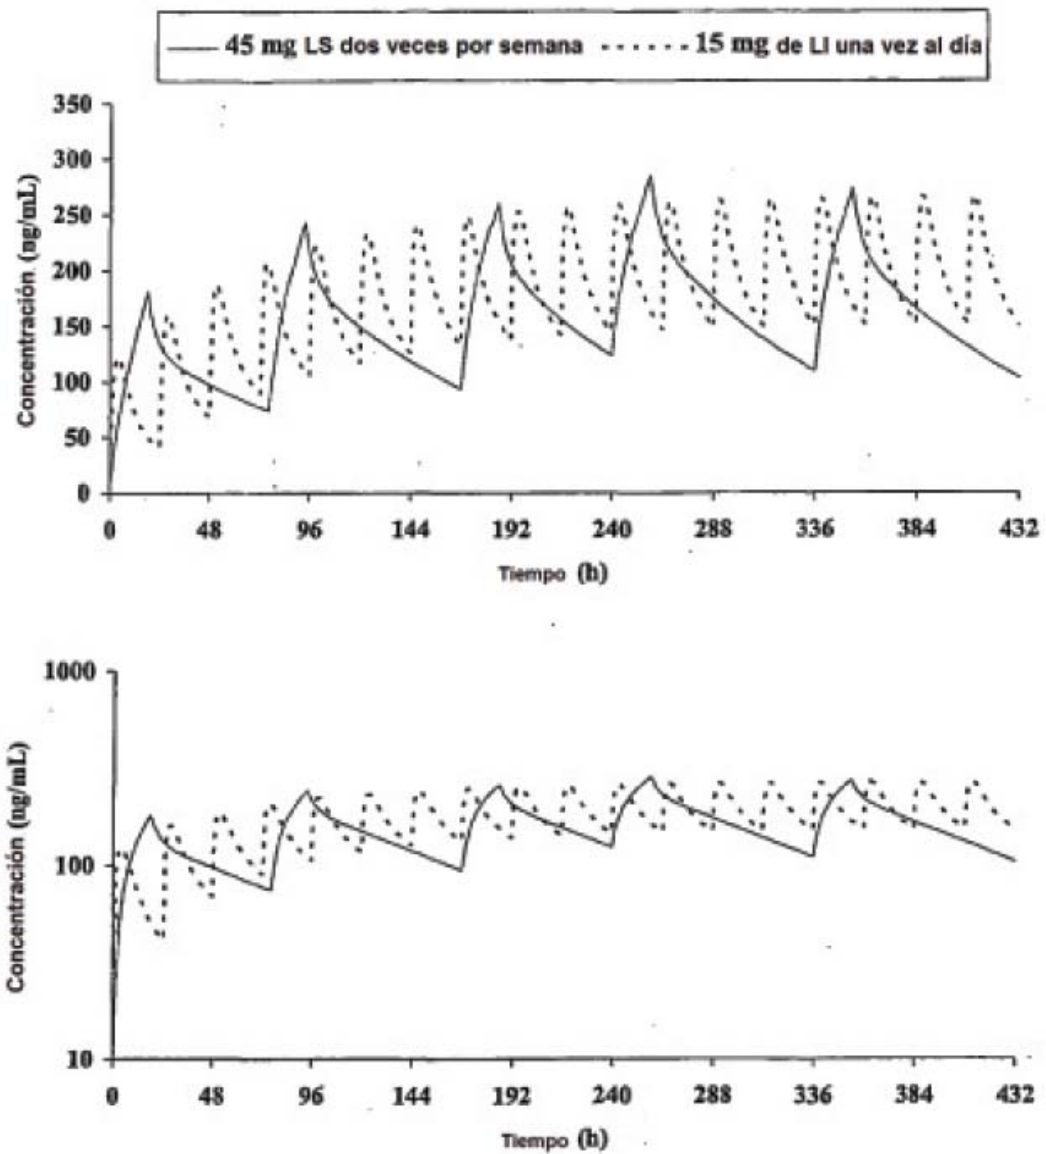 45 mg LS dos veces por semana 15 mg de LI una vez al día
Concentración (ng/mL)
350
300
250
200
150
100
50
0
0 48 96 144 192 240 288 336 384 432
Tiempo (h)
Concentración (ng/mL)
1000
100
10
0 48 96 144 192 240 288 336 384 432
Tiempo (h)